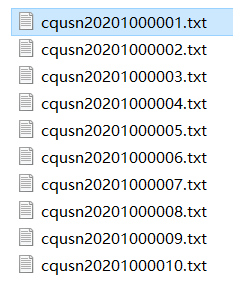 cqusn20201000001.txt
cqusn20201000002.txt
cqusn20201000003.txt
cqusn20201000004.txt
cqusn20201000005.txt
cqusn20201000006.txt
cqusn20201000007.txt
cqusn20201000008.txt
cqusn20201000009.txt
cqusn20201000010.txt